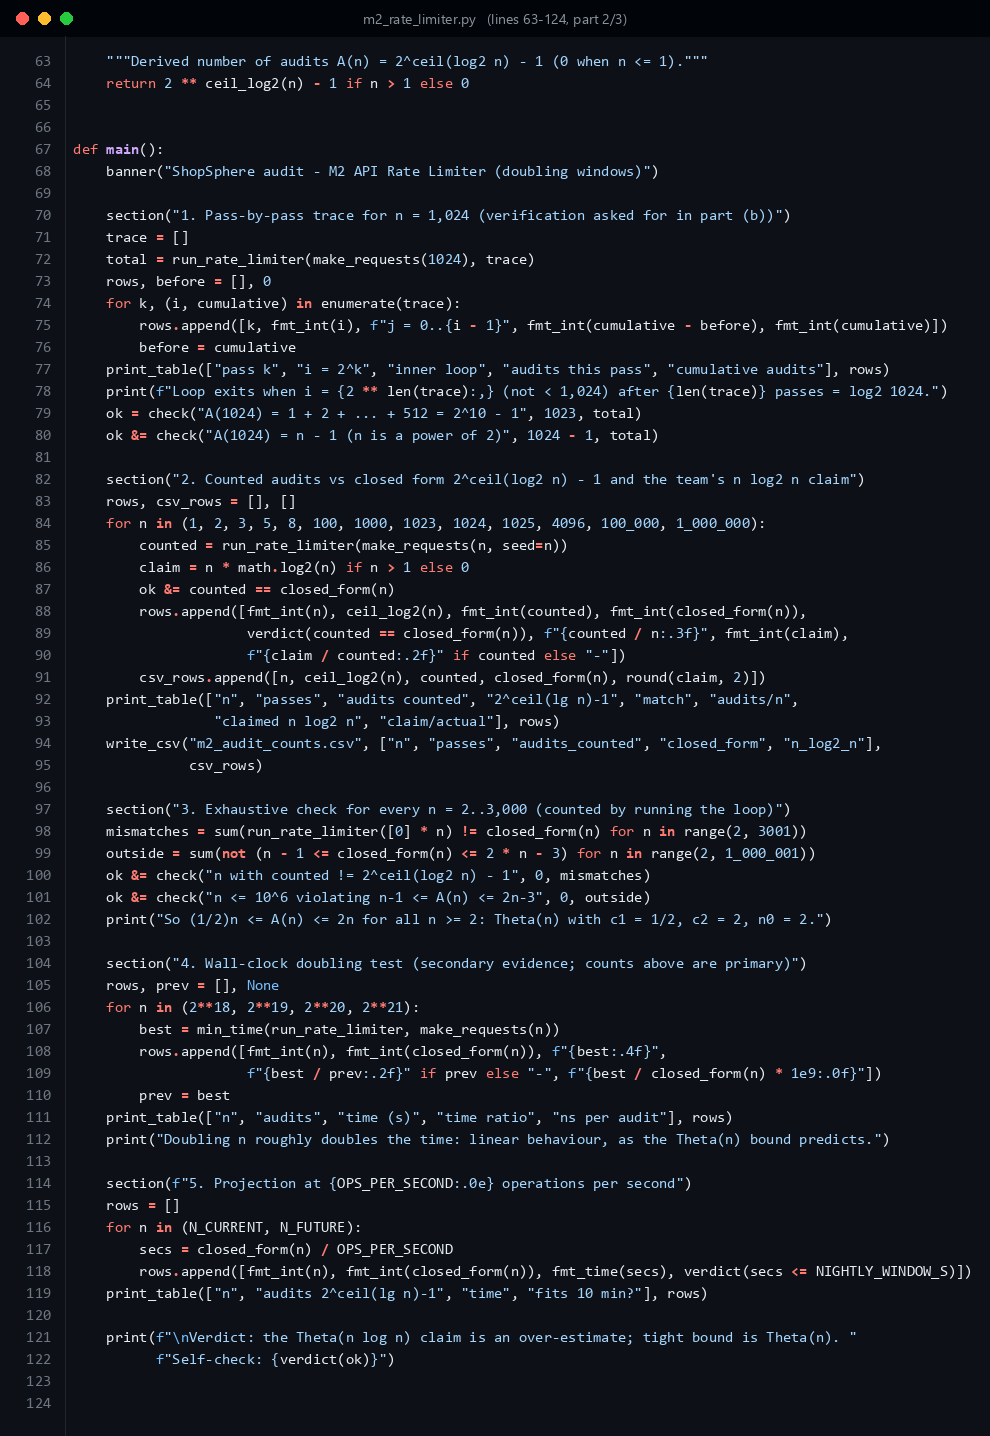 m2_rate_limiter.py (lines 63-124, part 2/3)
63     """Derived number of audits A(n) = 2^ceil(log2 n) - 1 (0 when n <= 1)."""
64     return 2 ** ceil_log2(n) - 1 if n > 1 else 0
65
66
67 def main():
68     banner("ShopSphere audit - M2 API Rate Limiter (doubling windows)")
69
70     section("1. Pass-by-pass trace for n = 1,024 (verification asked for in part (b))")
71     trace = []
72     total = run_rate_limiter(make_requests(1024), trace)
73     rows, before = [], 0
74     for k, (i, cumulative) in enumerate(trace):
75         rows.append([k, fmt_int(i), f"j = 0..{i - 1}", fmt_int(cumulative - before), fmt_int(cumulative)])
76         before = cumulative
77     print_table(["pass k", "i = 2^k", "inner loop", "audits this pass", "cumulative audits"], rows)
78     print(f"Loop exits when i = {2 ** len(trace):,} (not < 1,024) after {len(trace)} passes = log2 1024.")
79     ok = check("A(1024) = 1 + 2 + ... + 512 = 2^10 - 1", 1023, total)
80     ok &= check("A(1024) = n - 1 (n is a power of 2)", 1024 - 1, total)
81
82     section("2. Counted audits vs closed form 2^ceil(log2 n) - 1 and the team's n log2 n claim")
83     rows, csv_rows = [], []
84     for n in (1, 2, 3, 5, 8, 100, 1000, 1023, 1024, 1025, 4096, 100_000, 1_000_000):
85         counted = run_rate_limiter(make_requests(n, seed=n))
86         claim = n * math.log2(n) if n > 1 else 0
87         ok &= counted == closed_form(n)
88         rows.append([fmt_int(n), ceil_log2(n), fmt_int(counted), fmt_int(closed_form(n)),
89                      verdict(counted == closed_form(n)), f"{counted / n:.3f}", fmt_int(claim),
90                      f"{claim / counted:.2f}" if counted else "-"])
91         csv_rows.append([n, ceil_log2(n), counted, closed_form(n), round(claim, 2)])
92     print_table(["n", "passes", "audits counted", "2^ceil(lg n)-1", "match", "audits/n",
93                  "claimed n log2 n", "claim/actual"], rows)
94     write_csv("m2_audit_counts.csv", ["n", "passes", "audits_counted", "closed_form", "n_log2_n"],
95               csv_rows)
96
97     section("3. Exhaustive check for every n = 2..3,000 (counted by running the loop)")
98     mismatches = sum(run_rate_limiter([0] * n) != closed_form(n) for n in range(2, 3001))
99     outside = sum(not (n - 1 <= closed_form(n) <= 2 * n - 3) for n in range(2, 1_000_001))
100     ok &= check("n with counted != 2^ceil(log2 n) - 1", 0, mismatches)
101     ok &= check("n <= 10^6 violating n-1 <= A(n) <= 2n-3", 0, outside)
102     print("So (1/2)n <= A(n) <= 2n for all n >= 2: Theta(n) with c1 = 1/2, c2 = 2, n0 = 2.")
103
104     section("4. Wall-clock doubling test (secondary evidence; counts above are primary)")
105     rows, prev = [], None
106     for n in (2**18, 2**19, 2**20, 2**21):
107         best = min_time(run_rate_limiter, make_requests(n))
108         rows.append([fmt_int(n), fmt_int(closed_form(n)), f"{best:.4f}",
109                      f"{best / prev:.2f}" if prev else "-", f"{best / closed_form(n) * 1e9:.0f}"])
110         prev = best
111     print_table(["n", "audits", "time (s)", "time ratio", "ns per audit"], rows)
112     print("Doubling n roughly doubles the time: linear behaviour, as the Theta(n) bound predicts.")
113
114     section(f"5. Projection at {OPS_PER_SECOND:.0e} operations per second")
115     rows = []
116     for n in (N_CURRENT, N_FUTURE):
117         secs = closed_form(n) / OPS_PER_SECOND
118         rows.append([fmt_int(n), fmt_int(closed_form(n)), fmt_time(secs), verdict(secs <= NIGHTLY_WINDOW_S)])
119     print_table(["n", "audits 2^ceil(lg n)-1", "time", "fits 10 min?"], rows)
120
121     print(f"\nVerdict: the Theta(n log n) claim is an over-estimate; tight bound is Theta(n). "
122           f"Self-check: {verdict(ok)}")
123
124